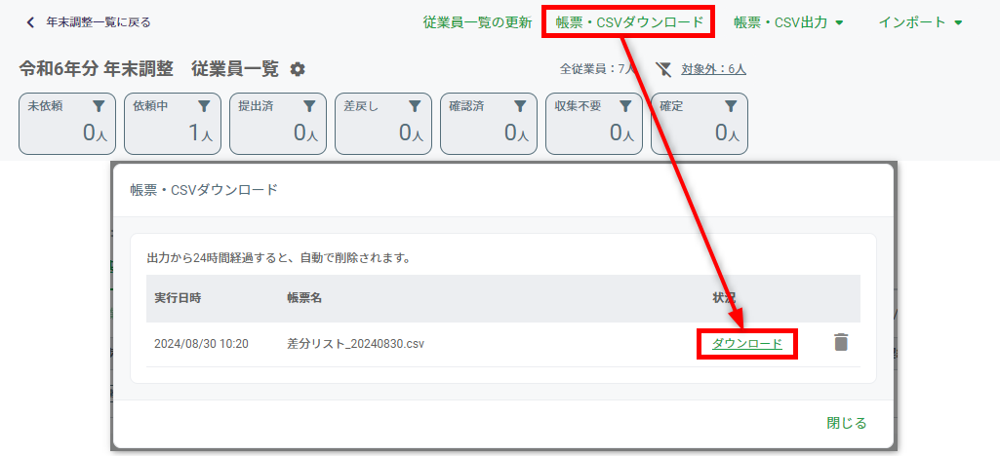 年末調整一覧に戻る 従業員一覧の更新 帳票・CSVダウンロード 帳票・CSV出力 インポート
令和6年分 年末調整 従業員一覧 全従業員:7人 対象外:6人
未依頼 依頼中 提出済 差戻し 確認済 収集不要 確定
0人 1人 0人 0人 0人 0人 0人
帳票・CSVダウンロード
出力から24時間経過すると、自動で削除されます。
実行日時 帳票名 状況
2024/08/30 10:20 差分リスト_20240830.csv ダウンロード
閉じる